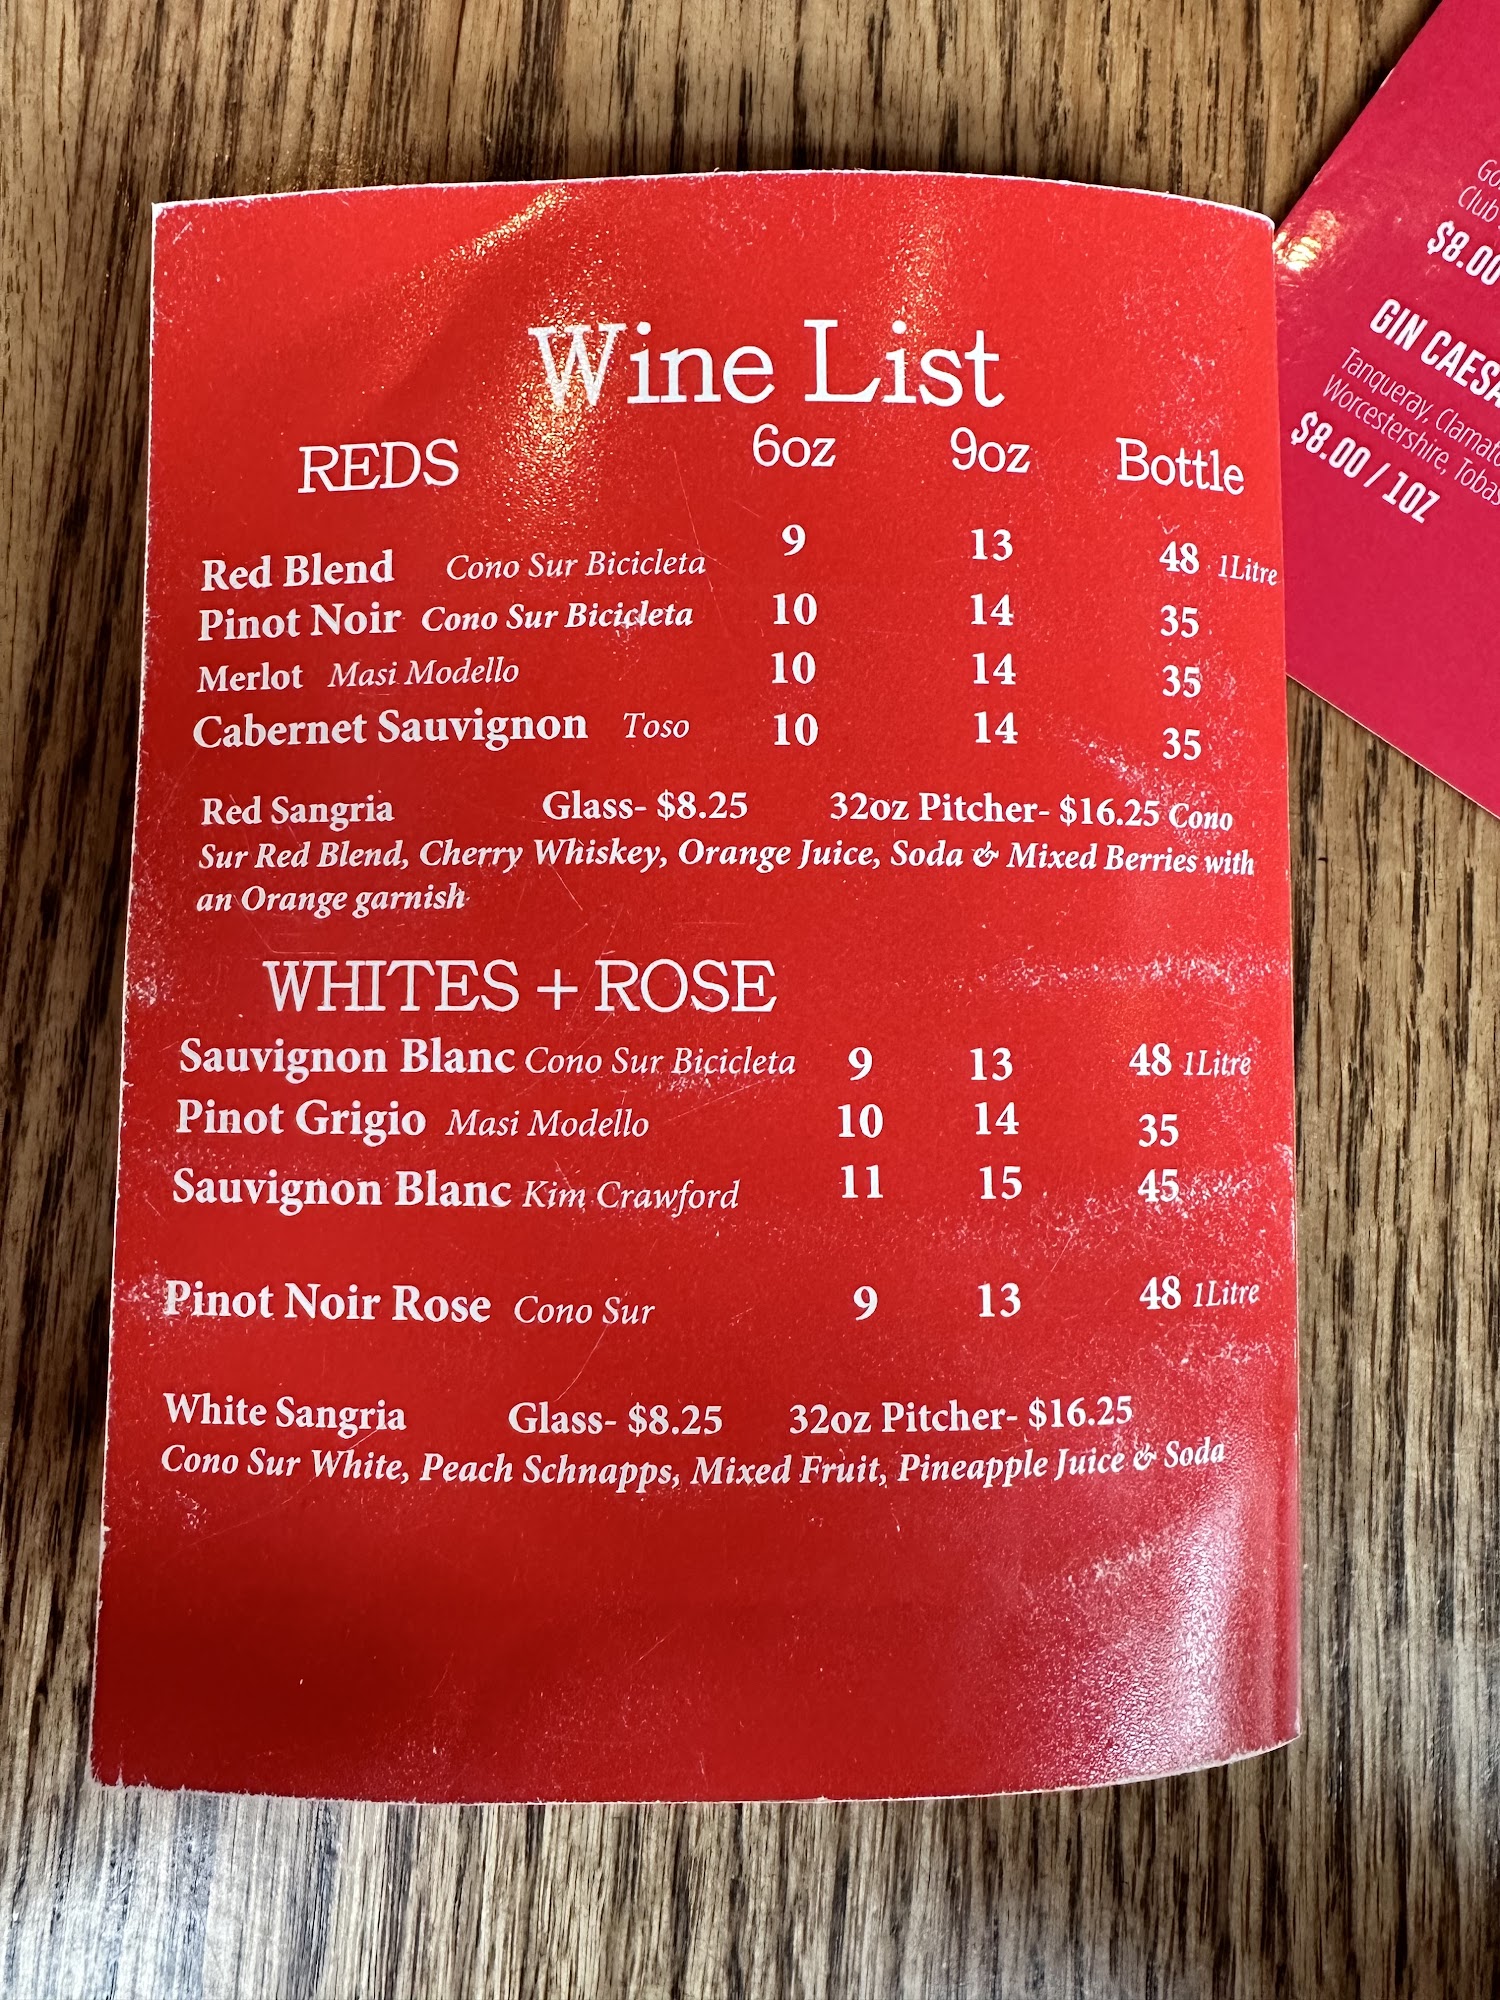 Wine List
REDS 6oz 9oz Bottle
Red Blend Cono Sur Bicicleta 9 13 48 1Litre
Pinot Noir Cono Sur Bicicleta 10 14 35
Merlot Masi Modello 10 14 35
Cabernet Sauvignon Toso 10 14 35
Red Sangria Glass- $8.25 32oz Pitcher- $16.25 Cono
Sur Red Blend, Cherry Whiskey, Orange Juice, Soda & Mixed Berries with
an Orange garnish
WHITES + ROSE
Sauvignon Blanc Cono Sur Bicicleta 9 13 48 1Litre
Pinot Grigio Masi Modello 10 14 35
Sauvignon Blanc Kim Crawford 11 15 45
Pinot Noir Rose Cono Sur 9 13 48 1Litre
White Sangria Glass- $8.25 32oz Pitcher- $16.25
Cono Sur White, Peach Schnapps, Mixed Fruit, Pineapple Juice & Soda
Club
$8.00
GIN
Tanqueray,
Worcestershire,
$8.00 / 1OZ